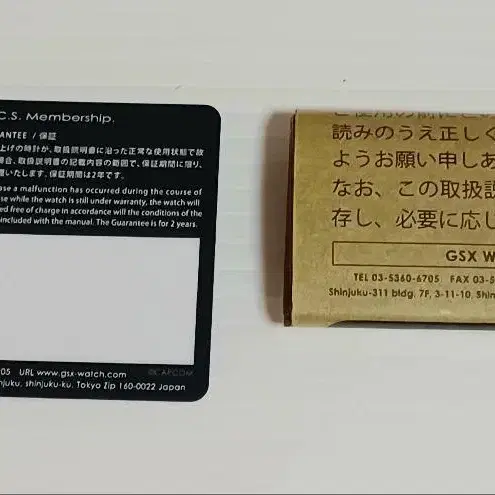 C.S. Membership.
ANTEE / 保証
上げの時計が、取扱説明書に沿った正常な使用状態で故
場合、取扱説明書の記載内容の範囲で、保証期間に限り、
いたします。保証期間は2年です。
ase a malfunction has occurred during the course of
se while the watch is still under warranty, the watch will
ed free of charge in accordance will the conditions of the
included with the manual. The Guarantee is for 2 years.
05 URL www.gsx-watch.com
©CAPCOM
njuku, shinjuku-ku, Tokyo Zip 160-0022 Japan
読みのうえ正しく
ようお願い申しあ
なお、この取扱説
存し、必要に応じ
GSX W
TEL 03-5360-6705 FAX 03-5
Shinjuku-311 bldg. 7F, 3-11-10, Shin